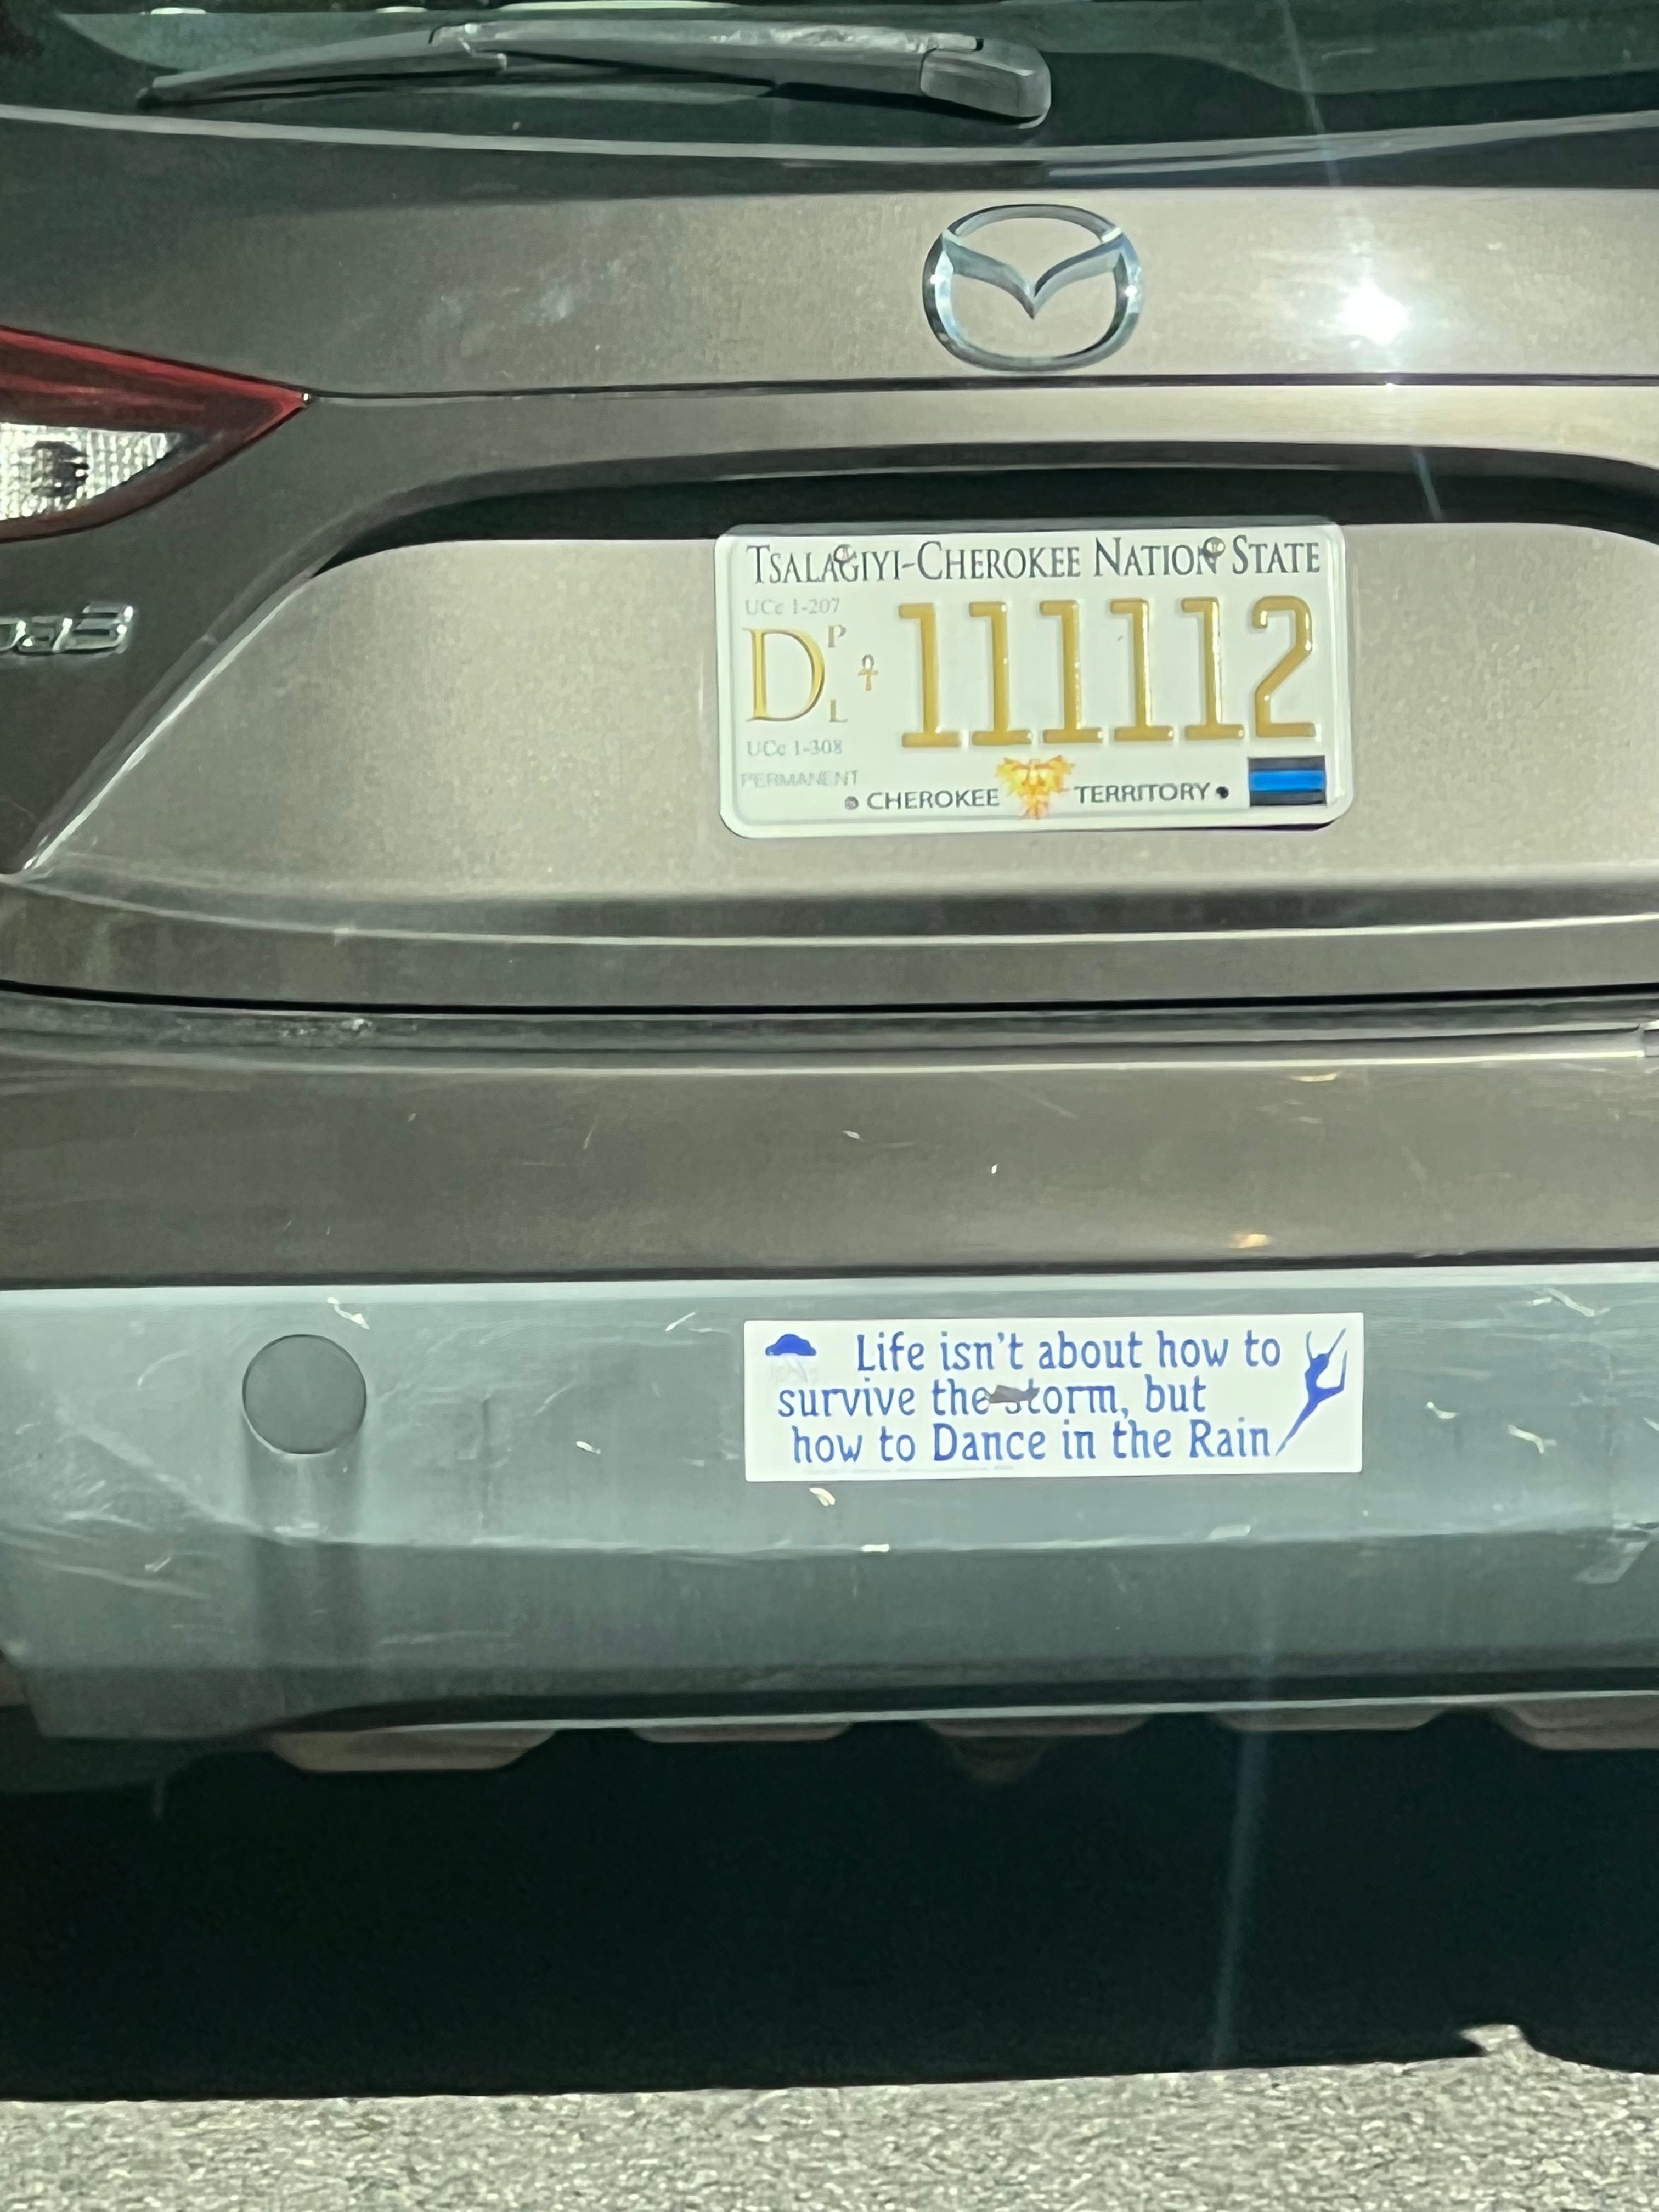 TSALAGIYI-CHEROKEE NATION STATE
UCC 1-207
D P L 111112
UCC 1-308
PERMANENT
CHEROKEE TERRITORY
Life isn't about how to
survive the storm, but
how to Dance in the Rain